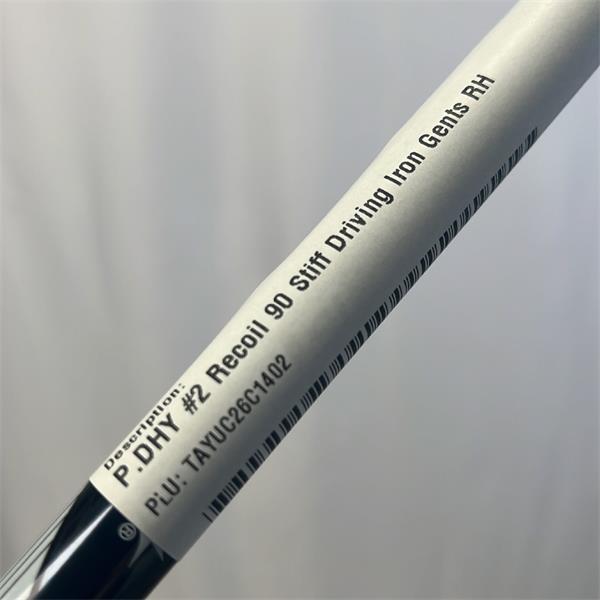 Description:
P.DHY #2 Recoil 90 Stiff Driving Iron Gents RH
PLU: TAYUC26C1402
®